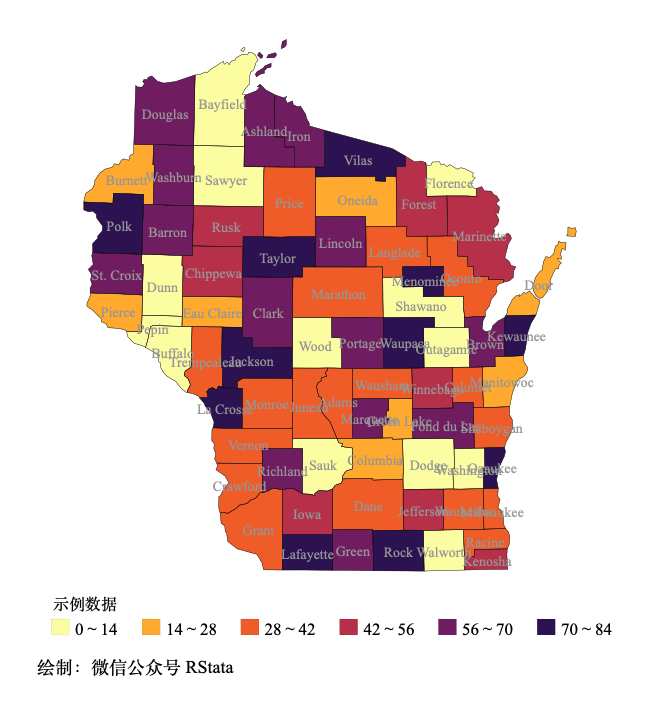 Bayfield
Douglas
Ashland
Iron
Vilas
Burnett
Washburn
Sawyer
Florence
Price
Oneida
Forest
Polk
Barron
Rusk
Lincoln
Langlade
Marinette
Taylor
St. Croix
Chippewa
Menominee
Oconto
Dunn
Marathon
Door
Pierce
Eau Claire
Clark
Shawano
Pepin
Buffalo
Trempealeau
Jackson
Wood
Portage
Waupaca
Outagamie
Brown
Kewaunee
La Crosse
Monroe
Juneau
Adams
Waushara
Winnebago
Calumet
Manitowoc
Marquette
Green Lake
Fond du Lac
Sheboygan
Vernon
Richland
Sauk
Columbia
Dodge
Washington
Ozaukee
Crawford
Iowa
Dane
Jefferson
Waukesha
Milwaukee
Grant
Lafayette
Green
Rock
Walworth
Racine
Kenosha
示例数据
0 ~ 14 14 ~ 28 28 ~ 42 42 ~ 56 56 ~ 70 70 ~ 84
绘制：微信公众号 RStata